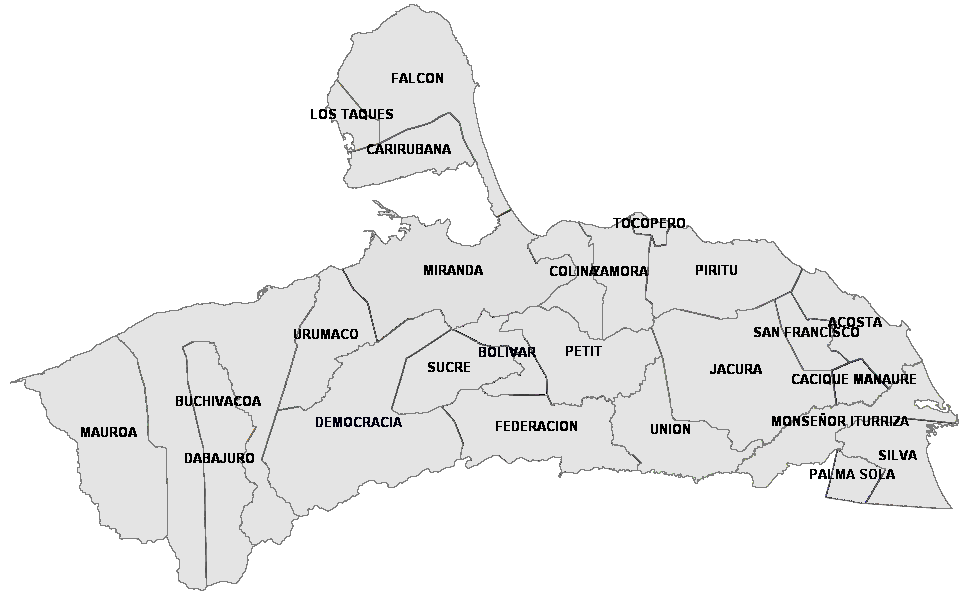 FALCON
LOS TAQUES
CARIRUBANA
TOCOPERO
MIRANDA
COLINA
ZAMORA
PIRITU
URUMACO
SAN FRANCISCO
ACOSTA
BOLIVAR
PETIT
SUCRE
JACURA
CACIQUE MANAURE
BUCHIVACOA
DEMOCRACIA
FEDERACION
UNION
MONSEÑOR ITURRIZA
MAUROA
DABAJURO
SILVA
PALMA SOLA